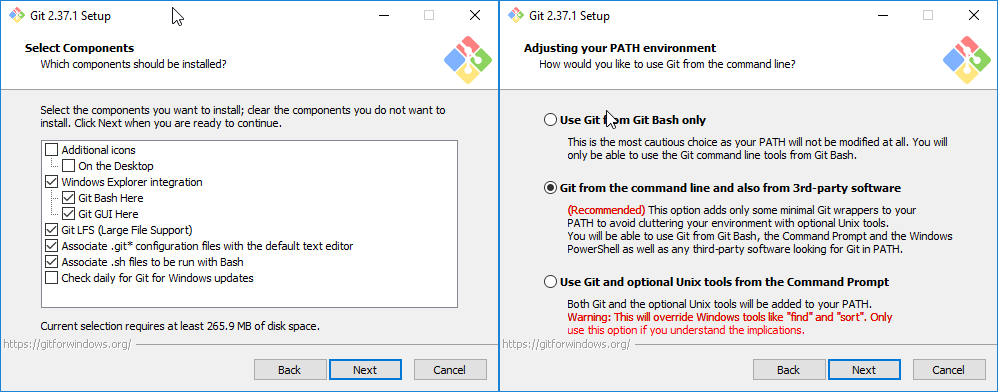 Git 2.37.1 Setup
Select Components
Which components should be installed?
Select the components you want to install; clear the components you do not want to
install. Click Next when you are ready to continue.
Additional icons
On the Desktop
Windows Explorer integration
Git Bash Here
Git GUI Here
Git LFS (Large File Support)
Associate .git* configuration files with the default text editor
Associate .sh files to be run with Bash
Check daily for Git for Windows updates
Current selection requires at least 265.9 MB of disk space.
https://gitforwindows.org/
Back
Next
Cancel
Git 2.37.1 Setup
Adjusting your PATH environment
How would you like to use Git from the command line?
Use Git from Git Bash only
This is the most cautious choice as your PATH will not be modified at all. You will
only be able to use the Git command line tools from Git Bash.
Git from the command line and also from 3rd-party software
(Recommended) This option adds only some minimal Git wrappers to your
PATH to avoid cluttering your environment with optional Unix tools.
You will be able to use Git from Git Bash, the Command Prompt and the Windows
PowerShell as well as any third-party software looking for Git in PATH.
Use Git and optional Unix tools from the Command Prompt
Both Git and the optional Unix tools will be added to your PATH.
Warning: This will override Windows tools like "find" and "sort". Only
use this option if you understand the implications.
https://gitforwindows.org/
Back
Next
Cancel